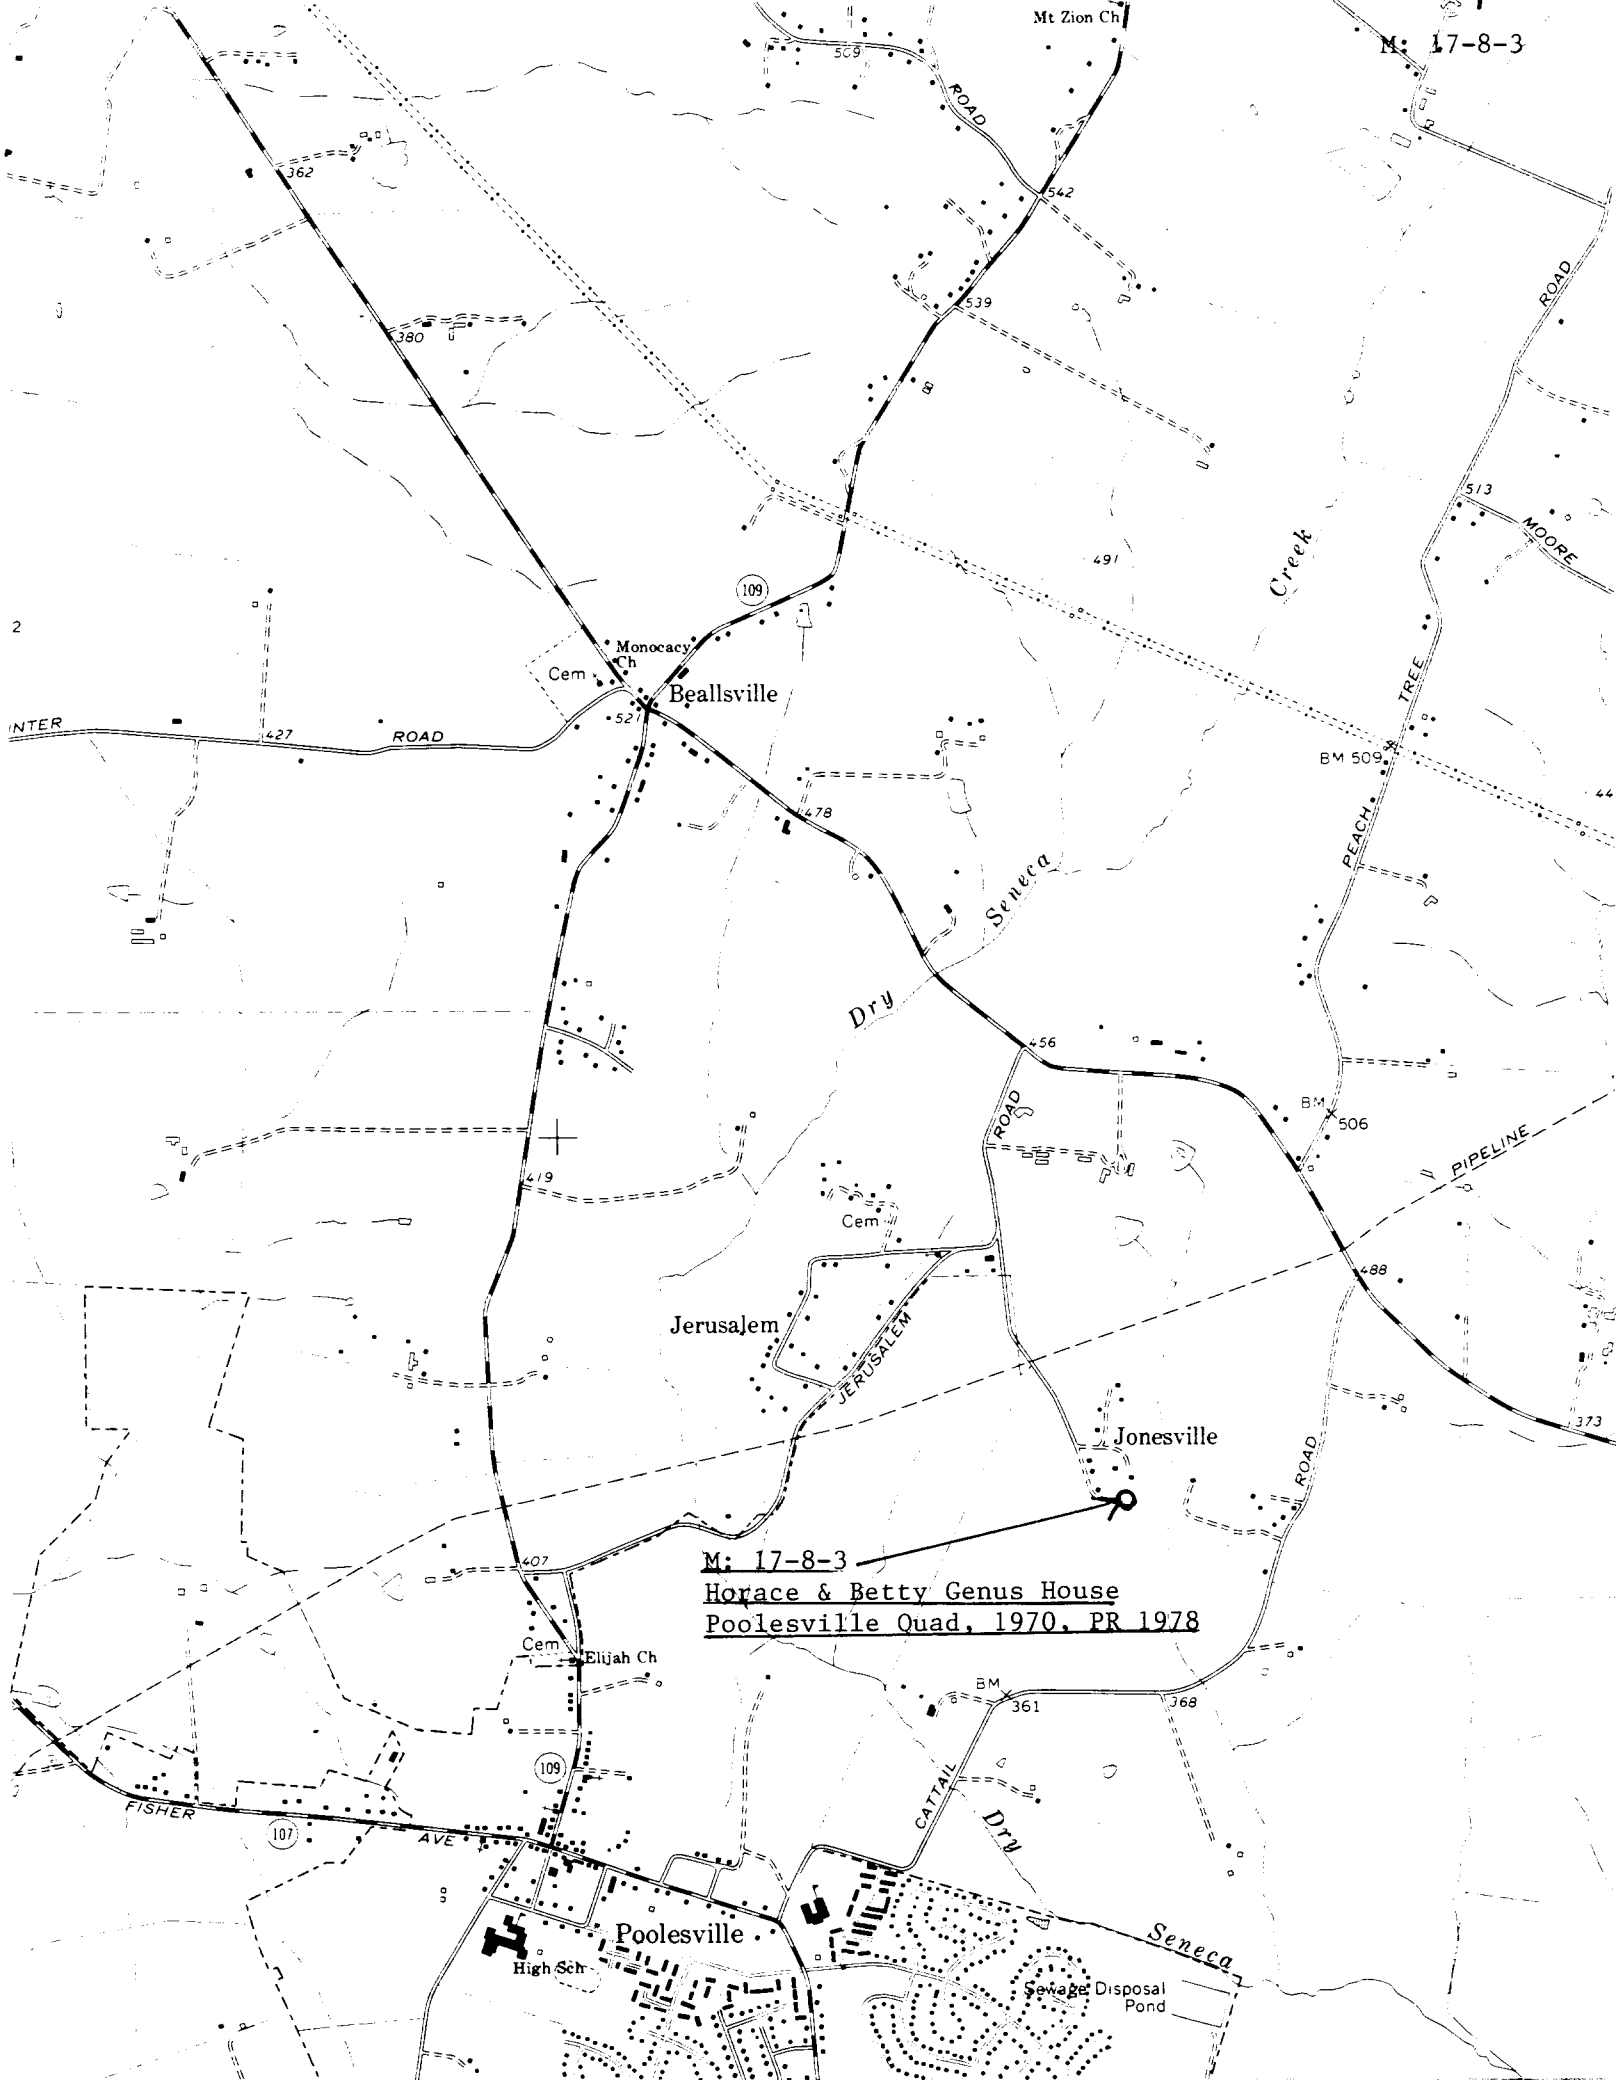 Mt Zion Ch
M: 17-8-3
509
ROAD
362
542
ROAD
539
380
513
MOORE
491
Creek
109
2
Monocacy
Ch
Cem
Beallsville
521
TREE
INTER
427
ROAD
BM 509
44
478
PEACH
Seneca
Dry
456
ROAD
BM
506
PIPELINE
419
Cem
488
Jerusalem
JERUSALEM
373
Jonesville
ROAD
M: 17-8-3
Horace & Betty Genus House
Poolesville Quad, 1970, PR 1978
407
Cem
Elijah Ch
BM
361
368
109
CATTAIL
FISHER
107
AVE
Dry
Poolesville
Seneca
High Sch
Sewage Disposal
Pond